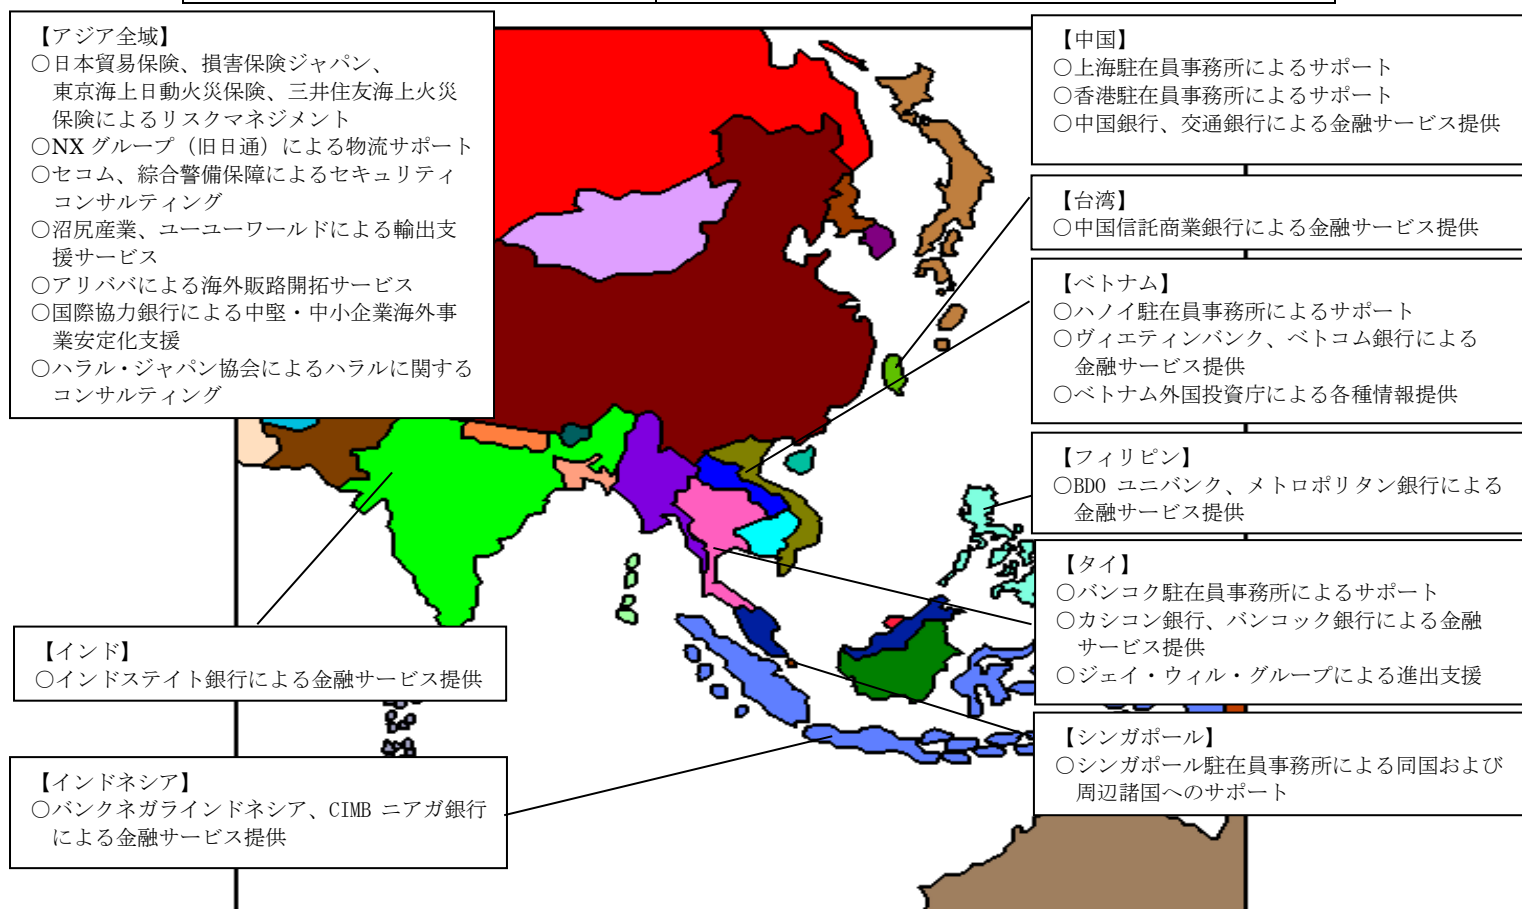 【アジア全域】
○日本貿易保険、損害保険ジャパン、
東京海上日動火災保険、三井住友海上火災
保険によるリスクマネジメント
○NX グループ（旧日通）による物流サポート
○セコム、綜合警備保障によるセキュリティ
コンサルティング
○沼尻産業、ユーユーワールドによる輸出支
援サービス
○アリババによる海外販路開拓サービス
○国際協力銀行による中堅・中小企業海外事
業安定化支援
○ハラル・ジャパン協会によるハラルに関する
コンサルティング
【インド】
○インドステイト銀行による金融サービス提供
【インドネシア】
○バンクネガラインドネシア、CIMB ニアガ銀行
による金融サービス提供
【中国】
○上海駐在員事務所によるサポート
○香港駐在員事務所によるサポート
○中国銀行、交通銀行による金融サービス提供
【台湾】
○中国信託商業銀行による金融サービス提供
【ベトナム】
○ハノイ駐在員事務所によるサポート
○ヴィエティンバンク、ベトコム銀行による
金融サービス提供
○ベトナム外国投資庁による各種情報提供
【フィリピン】
○BDO ユニバンク、メトロポリタン銀行による
金融サービス提供
【タイ】
○バンコク駐在員事務所によるサポート
○カシコン銀行、バンコック銀行による金融
サービス提供
○ジェイ・ウィル・グループによる進出支援
【シンガポール】
○シンガポール駐在員事務所による同国および
周辺諸国へのサポート